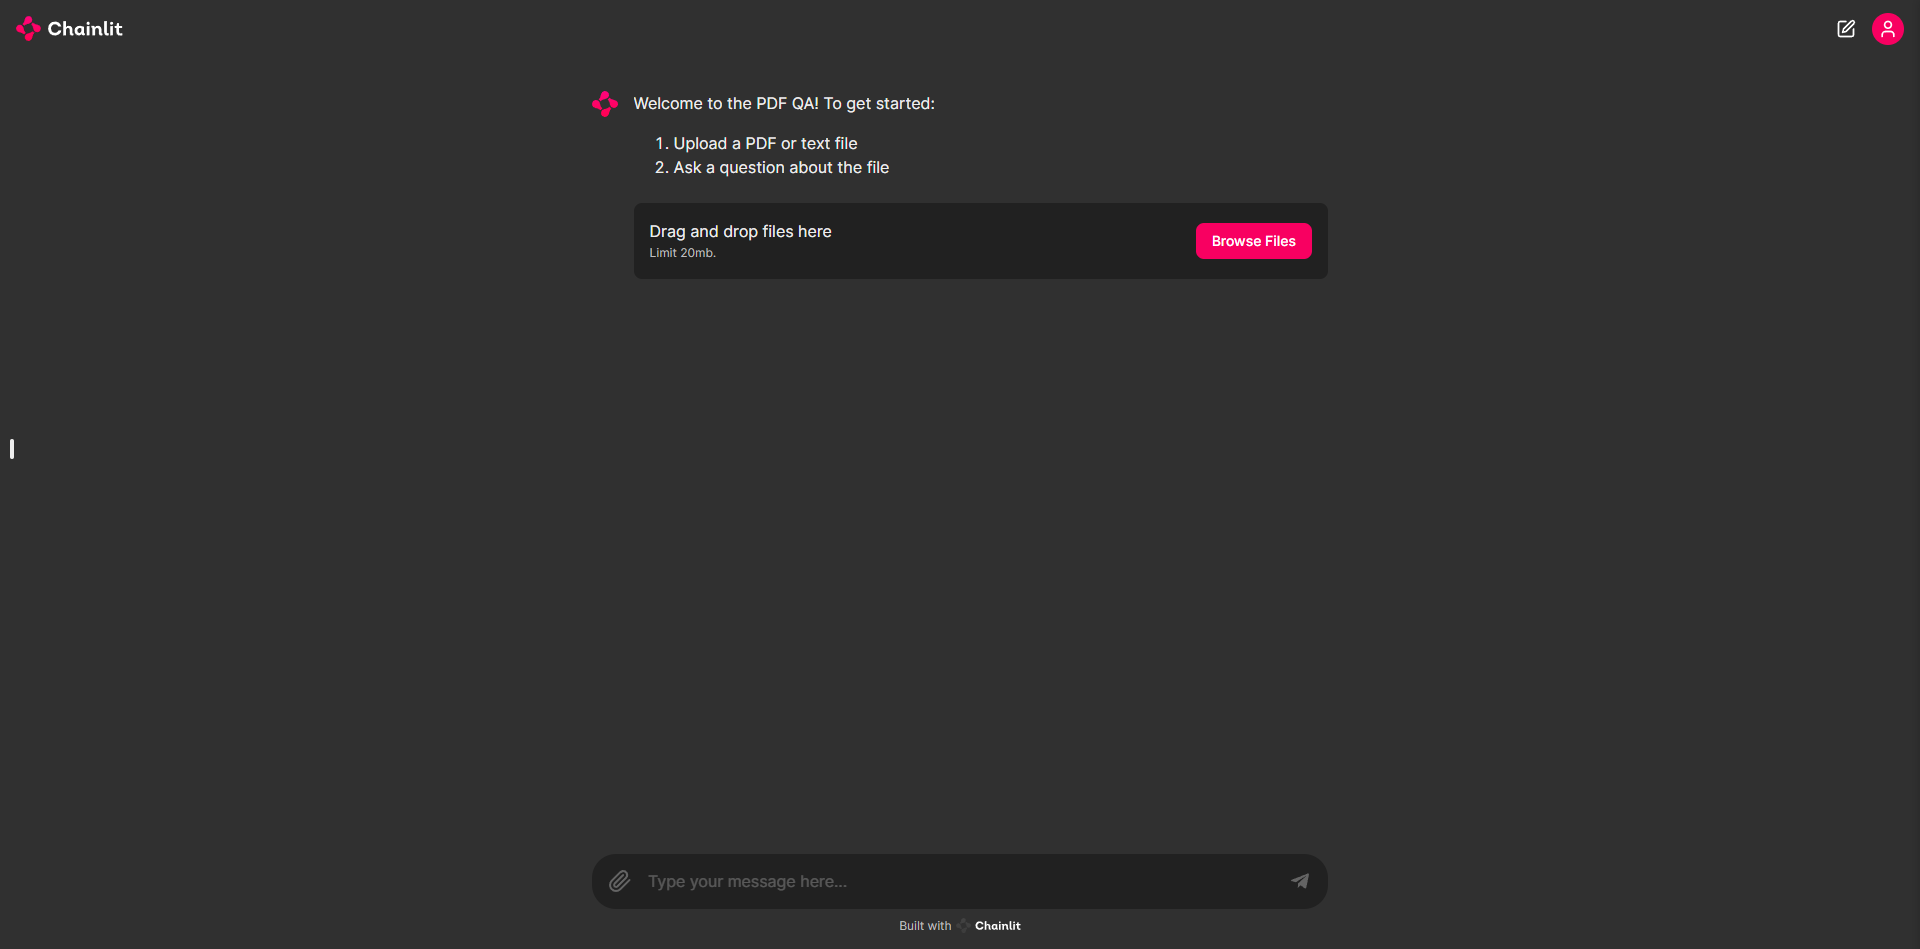 Chainlit
Welcome to the PDF QA! To get started:
1. Upload a PDF or text file
2. Ask a question about the file
Drag and drop files here
Limit 20mb.
Browse Files
Type your message here...
Built with Chainlit